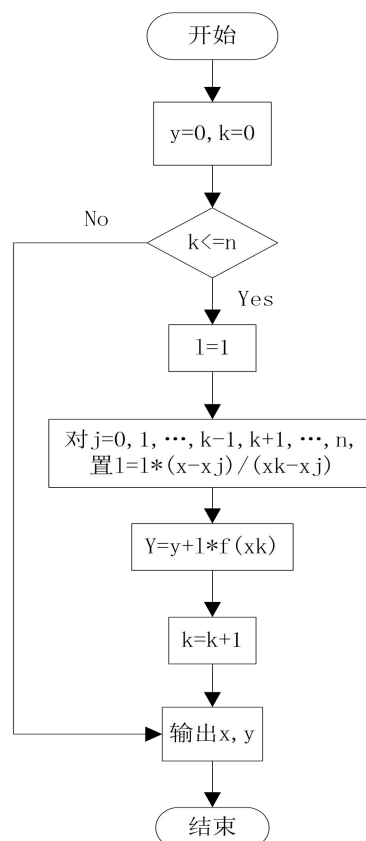 开始
y=0,k=0
No
k<=n
Yes
l=1
对j=0,1,…,k-1,k+1,…,n,
置l=l*(x-xj)/(xk-xj)
Y=y+l*f(xk)
k=k+1
输出x,y
结束